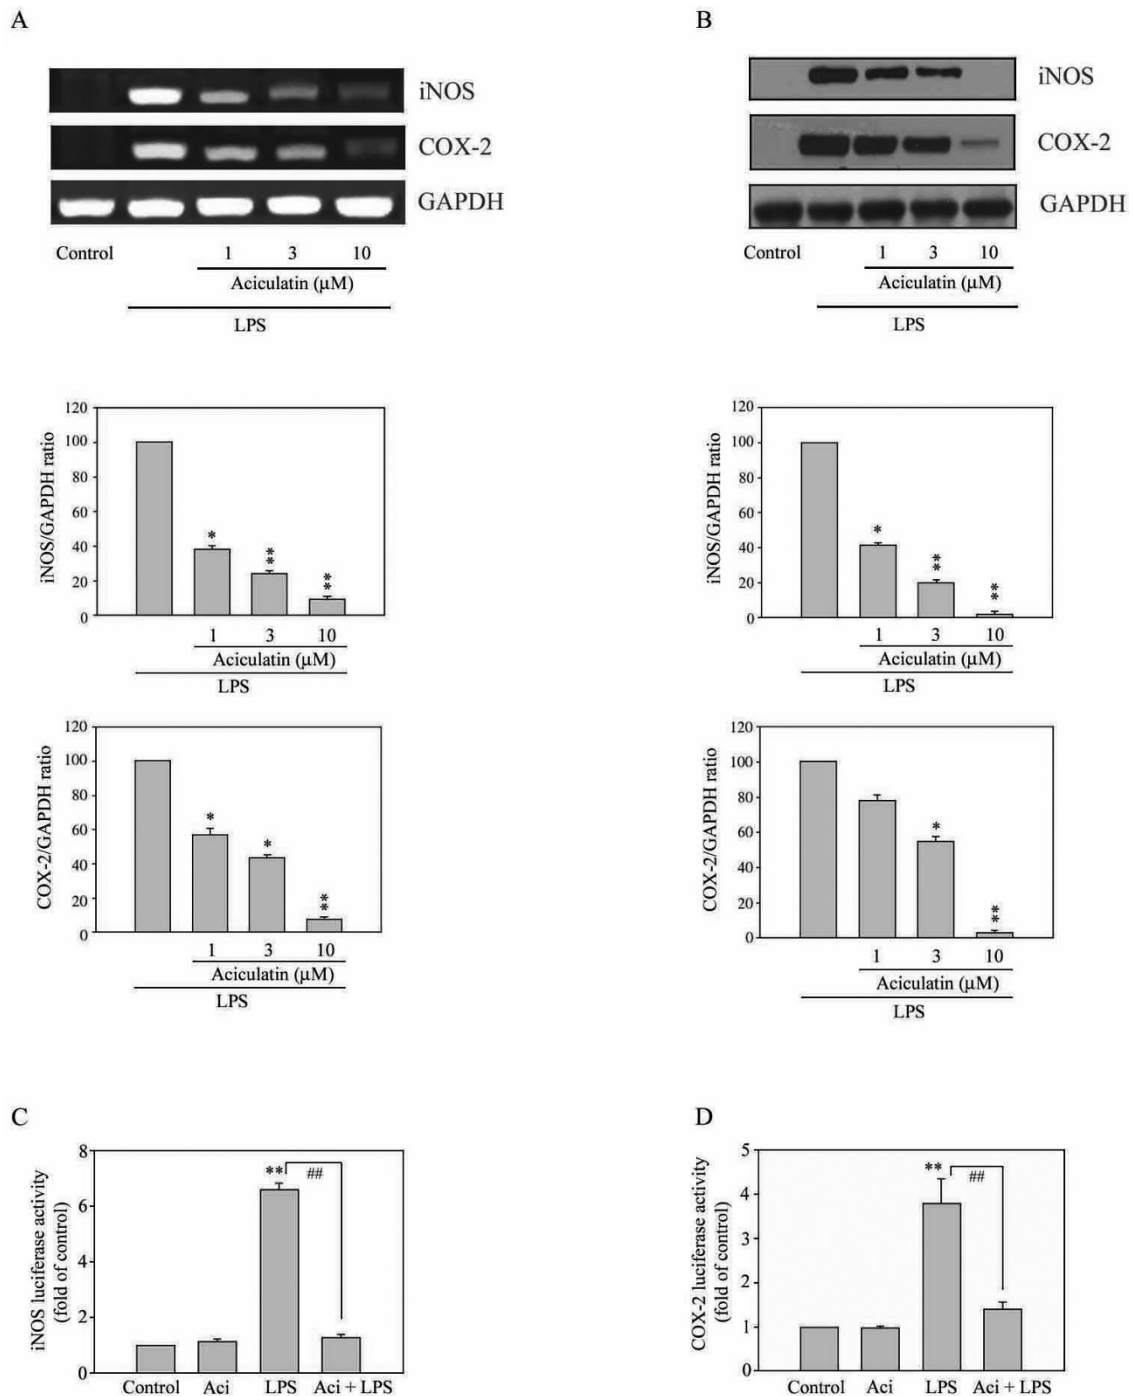 A
iNOS
COX-2
GAPDH
Control 1 3 10
Aciculatin (μM)
LPS
iNOS/GAPDH ratio
120
100
80
60
40
20
0
*
**
**
1 3 10
Aciculatin (μM)
LPS
COX-2/GAPDH ratio
120
100
80
60
40
20
0
*
*
**
1 3 10
Aciculatin (μM)
LPS
B
iNOS
COX-2
GAPDH
Control 1 3 10
Aciculatin (μM)
LPS
iNOS/GAPDH ratio
120
100
80
60
40
20
0
*
**
**
1 3 10
Aciculatin (μM)
LPS
COX-2/GAPDH ratio
120
100
80
60
40
20
0
*
**
1 3 10
Aciculatin (μM)
LPS
C
iNOS luciferase activity
(fold of control)
8
6
4
2
0
**
##
Control Aci LPS Aci + LPS
D
COX-2 luciferase activity
(fold of control)
5
4
3
2
1
0
**
##
Control Aci LPS Aci + LPS